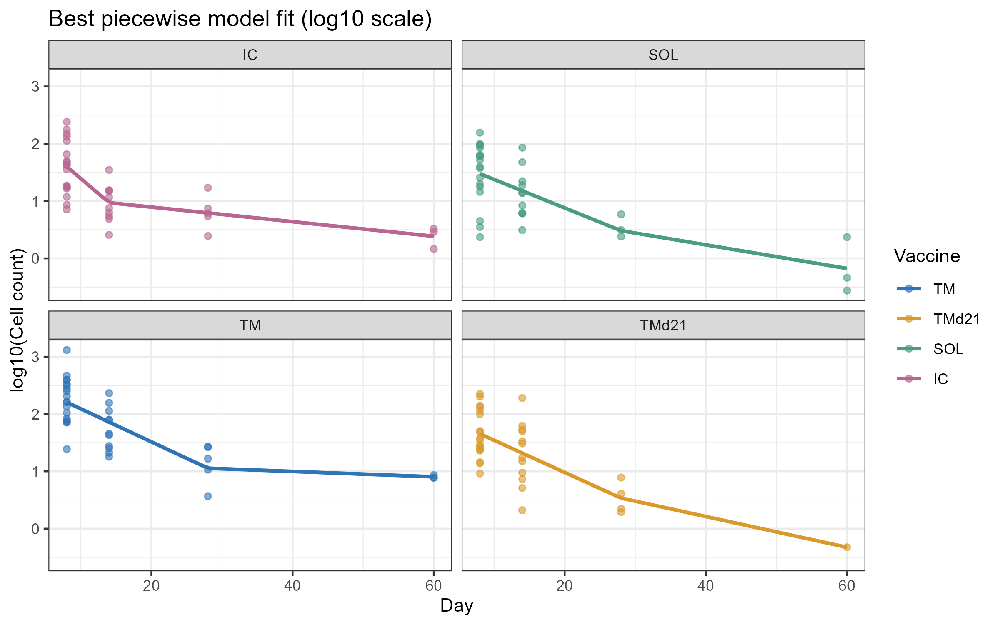 Best piecewise model fit (log10 scale)
IC
SOL
3
2
1
0
TM
TMd21
3
2
1
0
20
40
60
20
40
60
Day
log10(Cell count)
Vaccine
TM
TMd21
SOL
IC